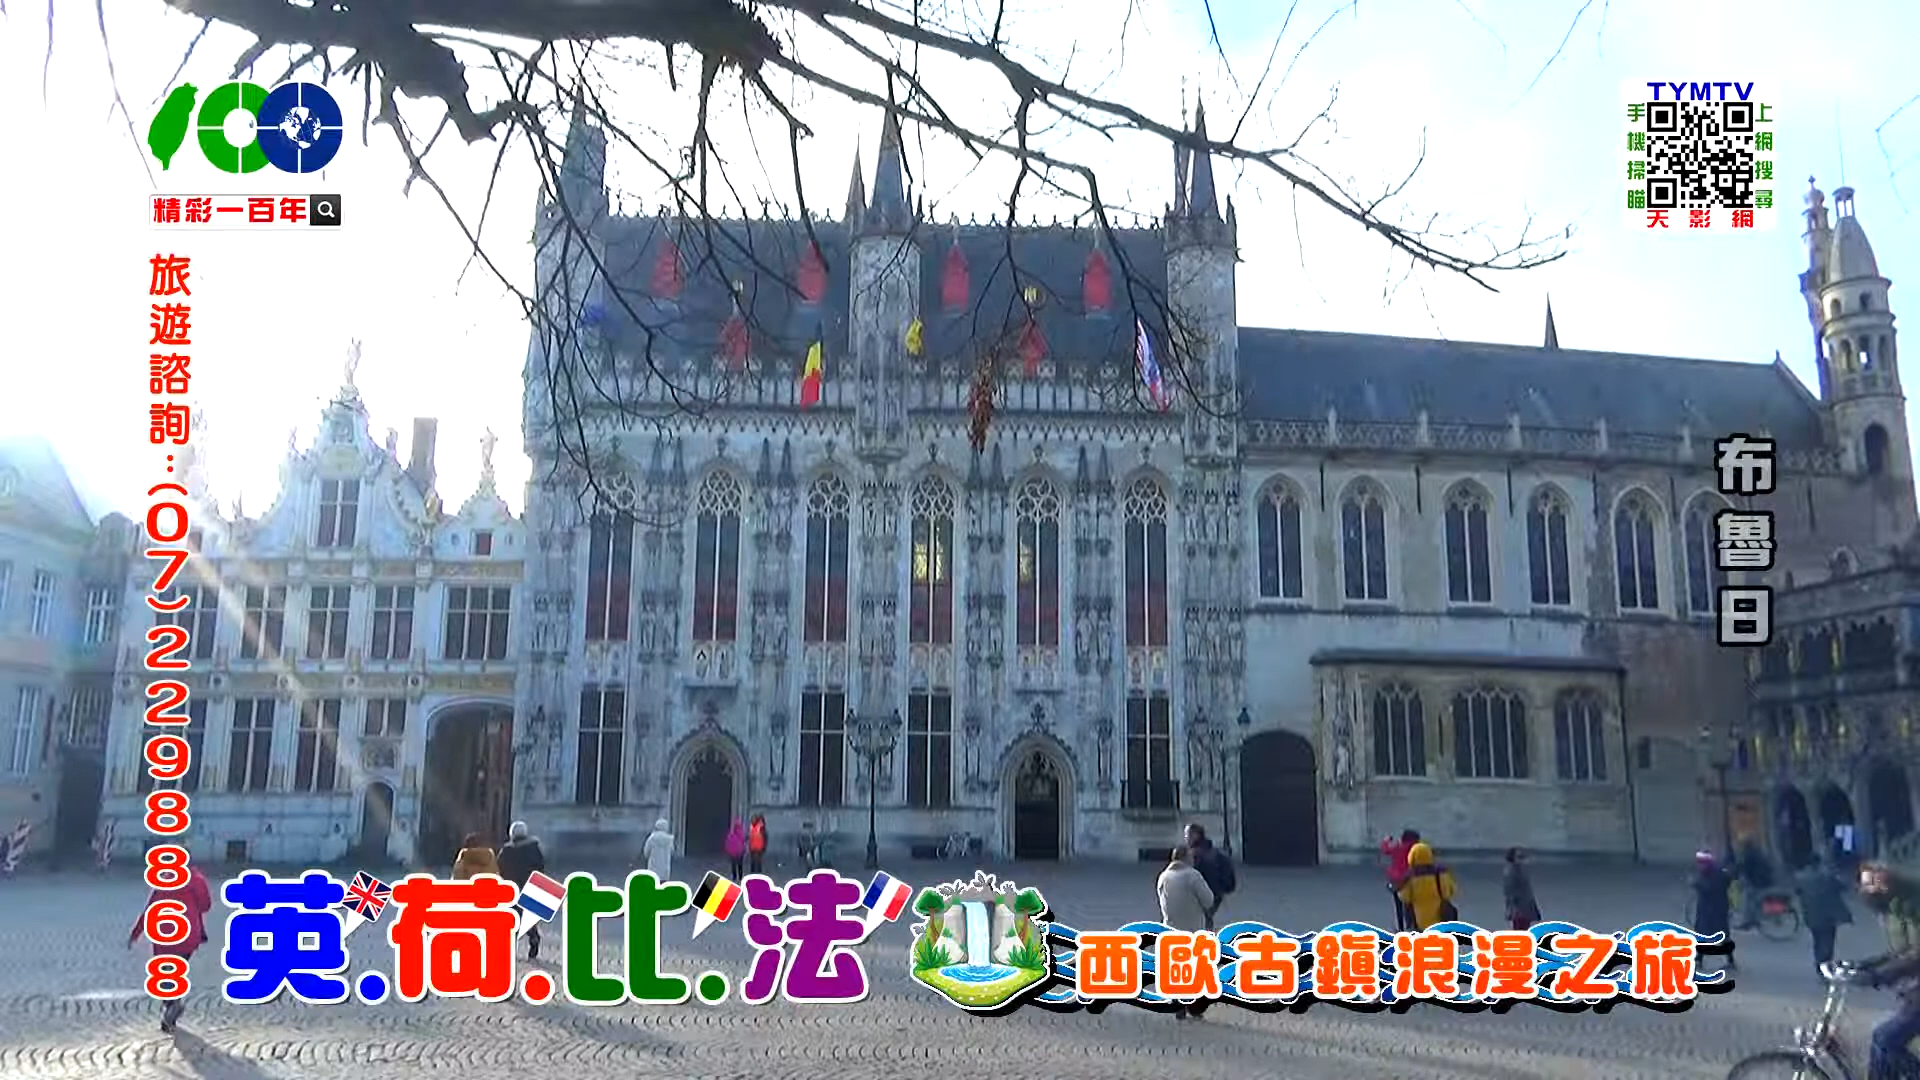 100
精彩一百年
旅遊諮詢:(07)2298868
TYMTV
手機掃瞄
上網搜尋
天影網
布魯日
英.荷.比.法
西歐古鎮浪漫之旅